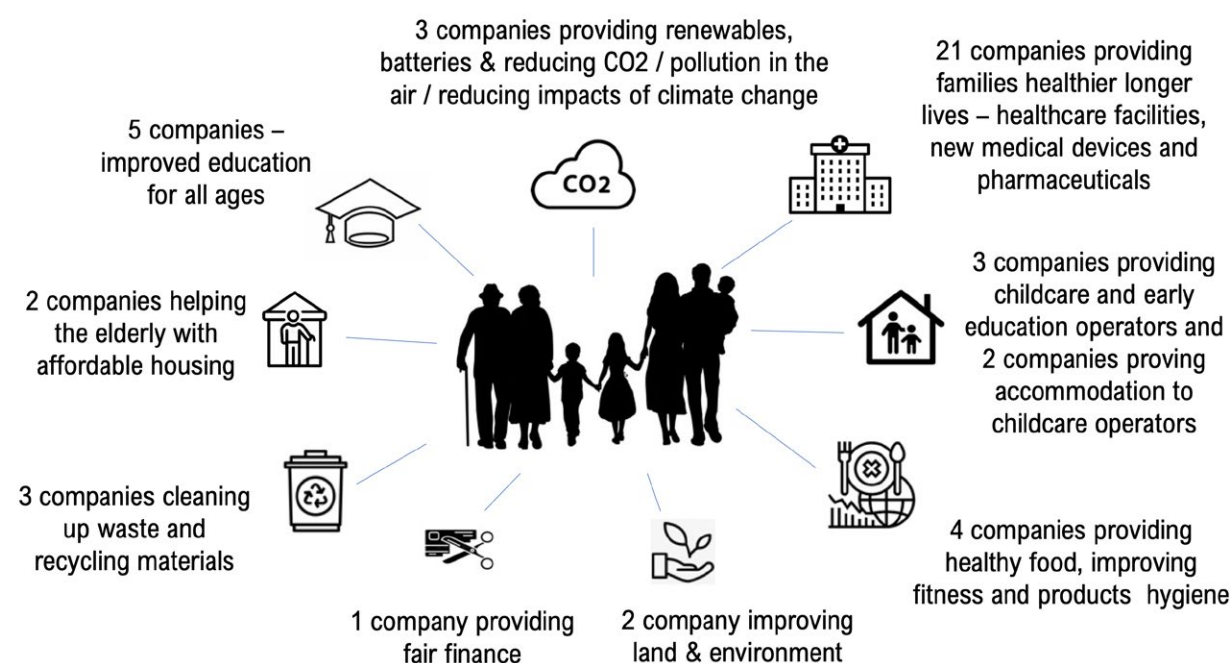 3 companies providing renewables,
batteries & reducing CO2 / pollution in the
air / reducing impacts of climate change
21 companies providing
families healthier longer
lives – healthcare facilities,
new medical devices and
pharmaceuticals
5 companies –
improved education
for all ages
CO2
3 companies providing
childcare and early
education operators and
2 companies proving
accommodation to
childcare operators
2 companies helping
the elderly with
affordable housing
3 companies cleaning
up waste and
recycling materials
4 companies providing
healthy food, improving
fitness and products hygiene
1 company providing
fair finance
2 company improving
land & environment